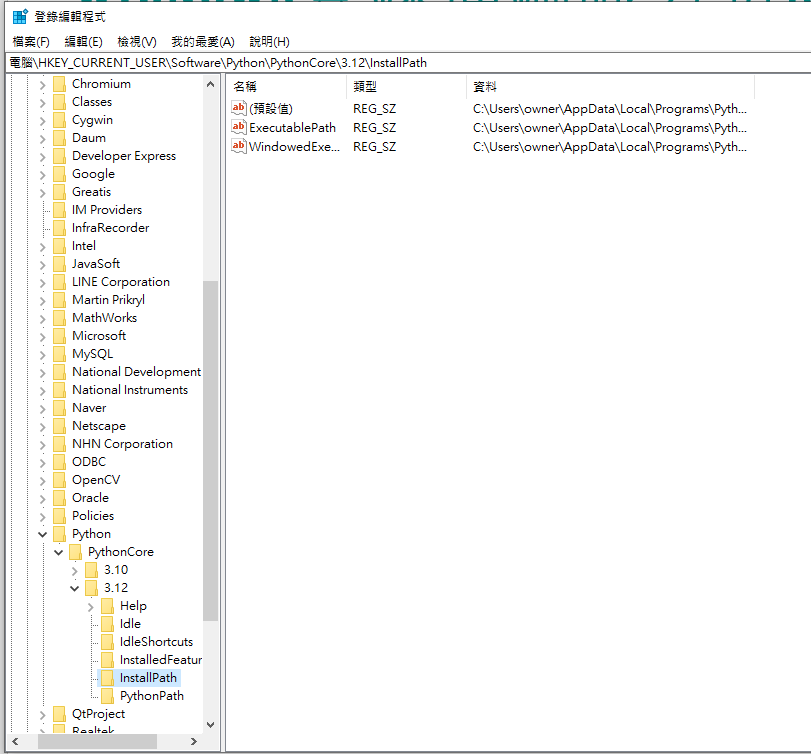 登錄編輯程式
檔案(F) 編輯(E) 檢視(V) 我的最愛(A) 說明(H)
電腦\HKEY_CURRENT_USER\Software\Python\PythonCore\3.12\InstallPath
Chromium
Classes
Cygwin
Daum
Developer Express
Google
Greatis
IM Providers
InfraRecorder
Intel
JavaSoft
LINE Corporation
Martin Prikryl
MathWorks
Microsoft
MySQL
National Development
National Instruments
Naver
Netscape
NHN Corporation
ODBC
OpenCV
Oracle
Policies
Python
PythonCore
3.10
3.12
Help
Idle
IdleShortcuts
InstalledFeatur
InstallPath
PythonPath
QtProject
Realtek
名稱 類型 資料
ab (預設值) REG_SZ C:\Users\owner\AppData\Local\Programs\Pyth...
ab ExecutablePath REG_SZ C:\Users\owner\AppData\Local\Programs\Pyth...
ab WindowedExe... REG_SZ C:\Users\owner\AppData\Local\Programs\Pyth...